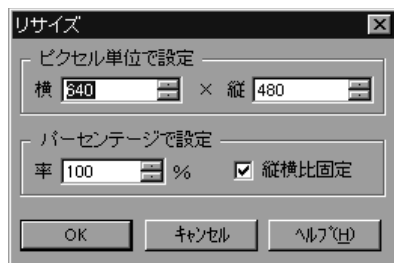 リサイズ
ピクセル単位で設定
横 640 × 縦 480
パーセンテージで設定
率 100 % 縦横比固定
OK ｷｬﾝｾﾙ ﾍﾙﾌﾟ(H)